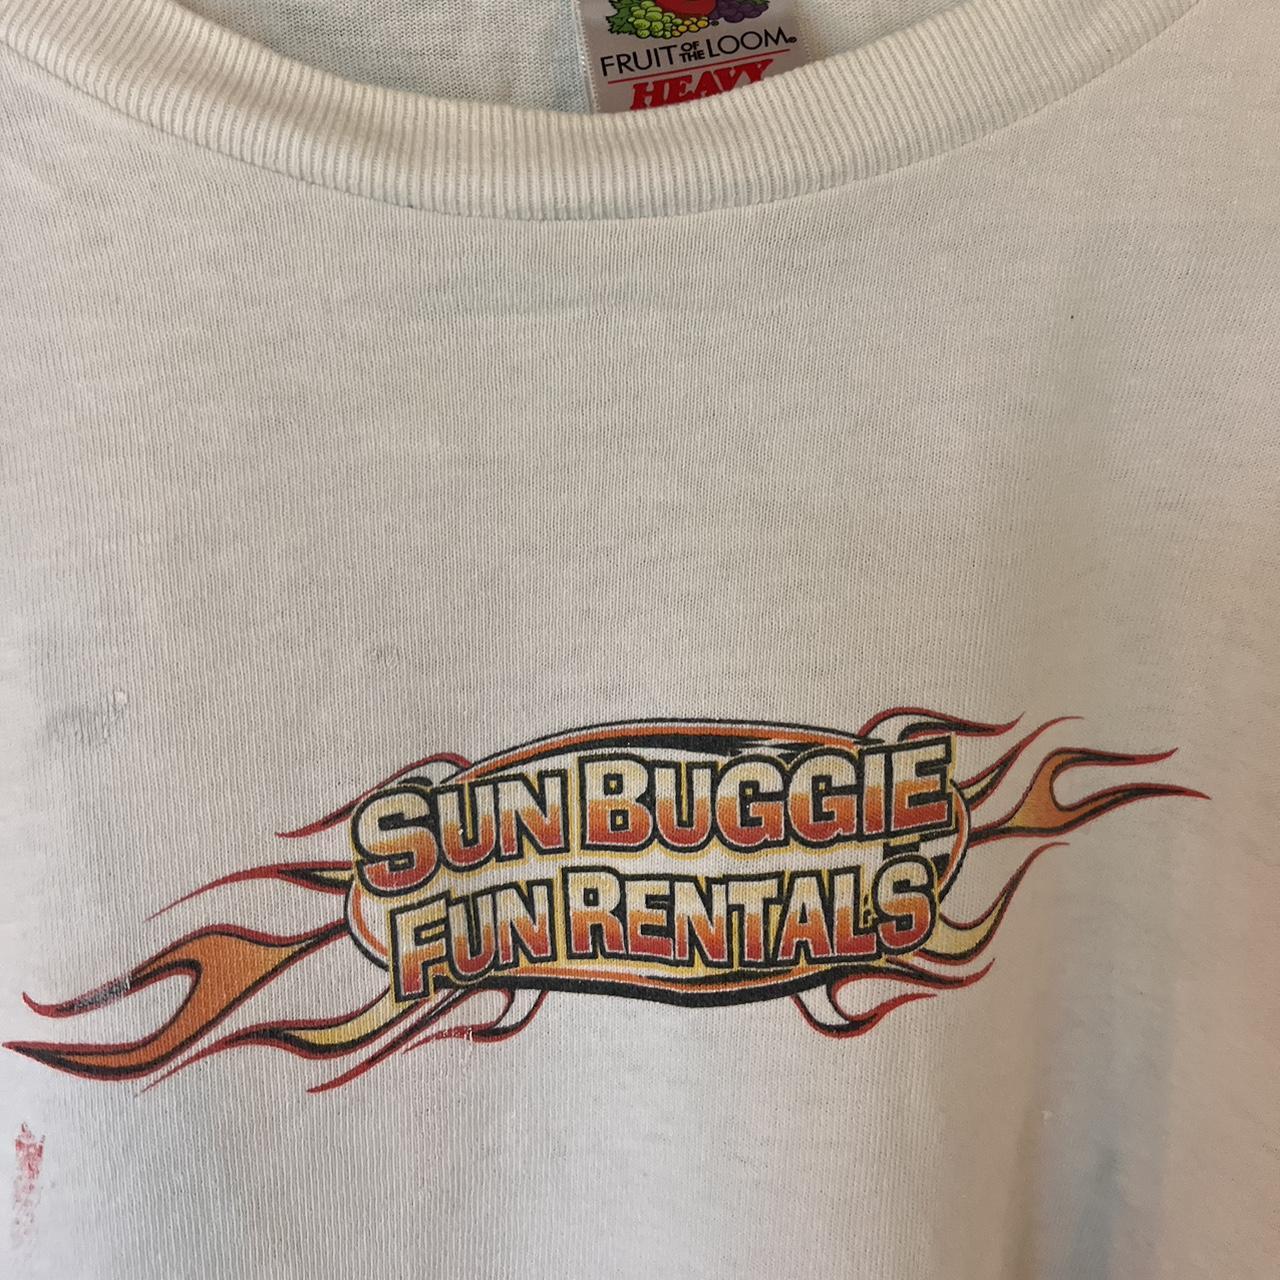 FRUIT OF THE LOOM®
HEAVY
SUN BUGGIE
FUN RENTALS